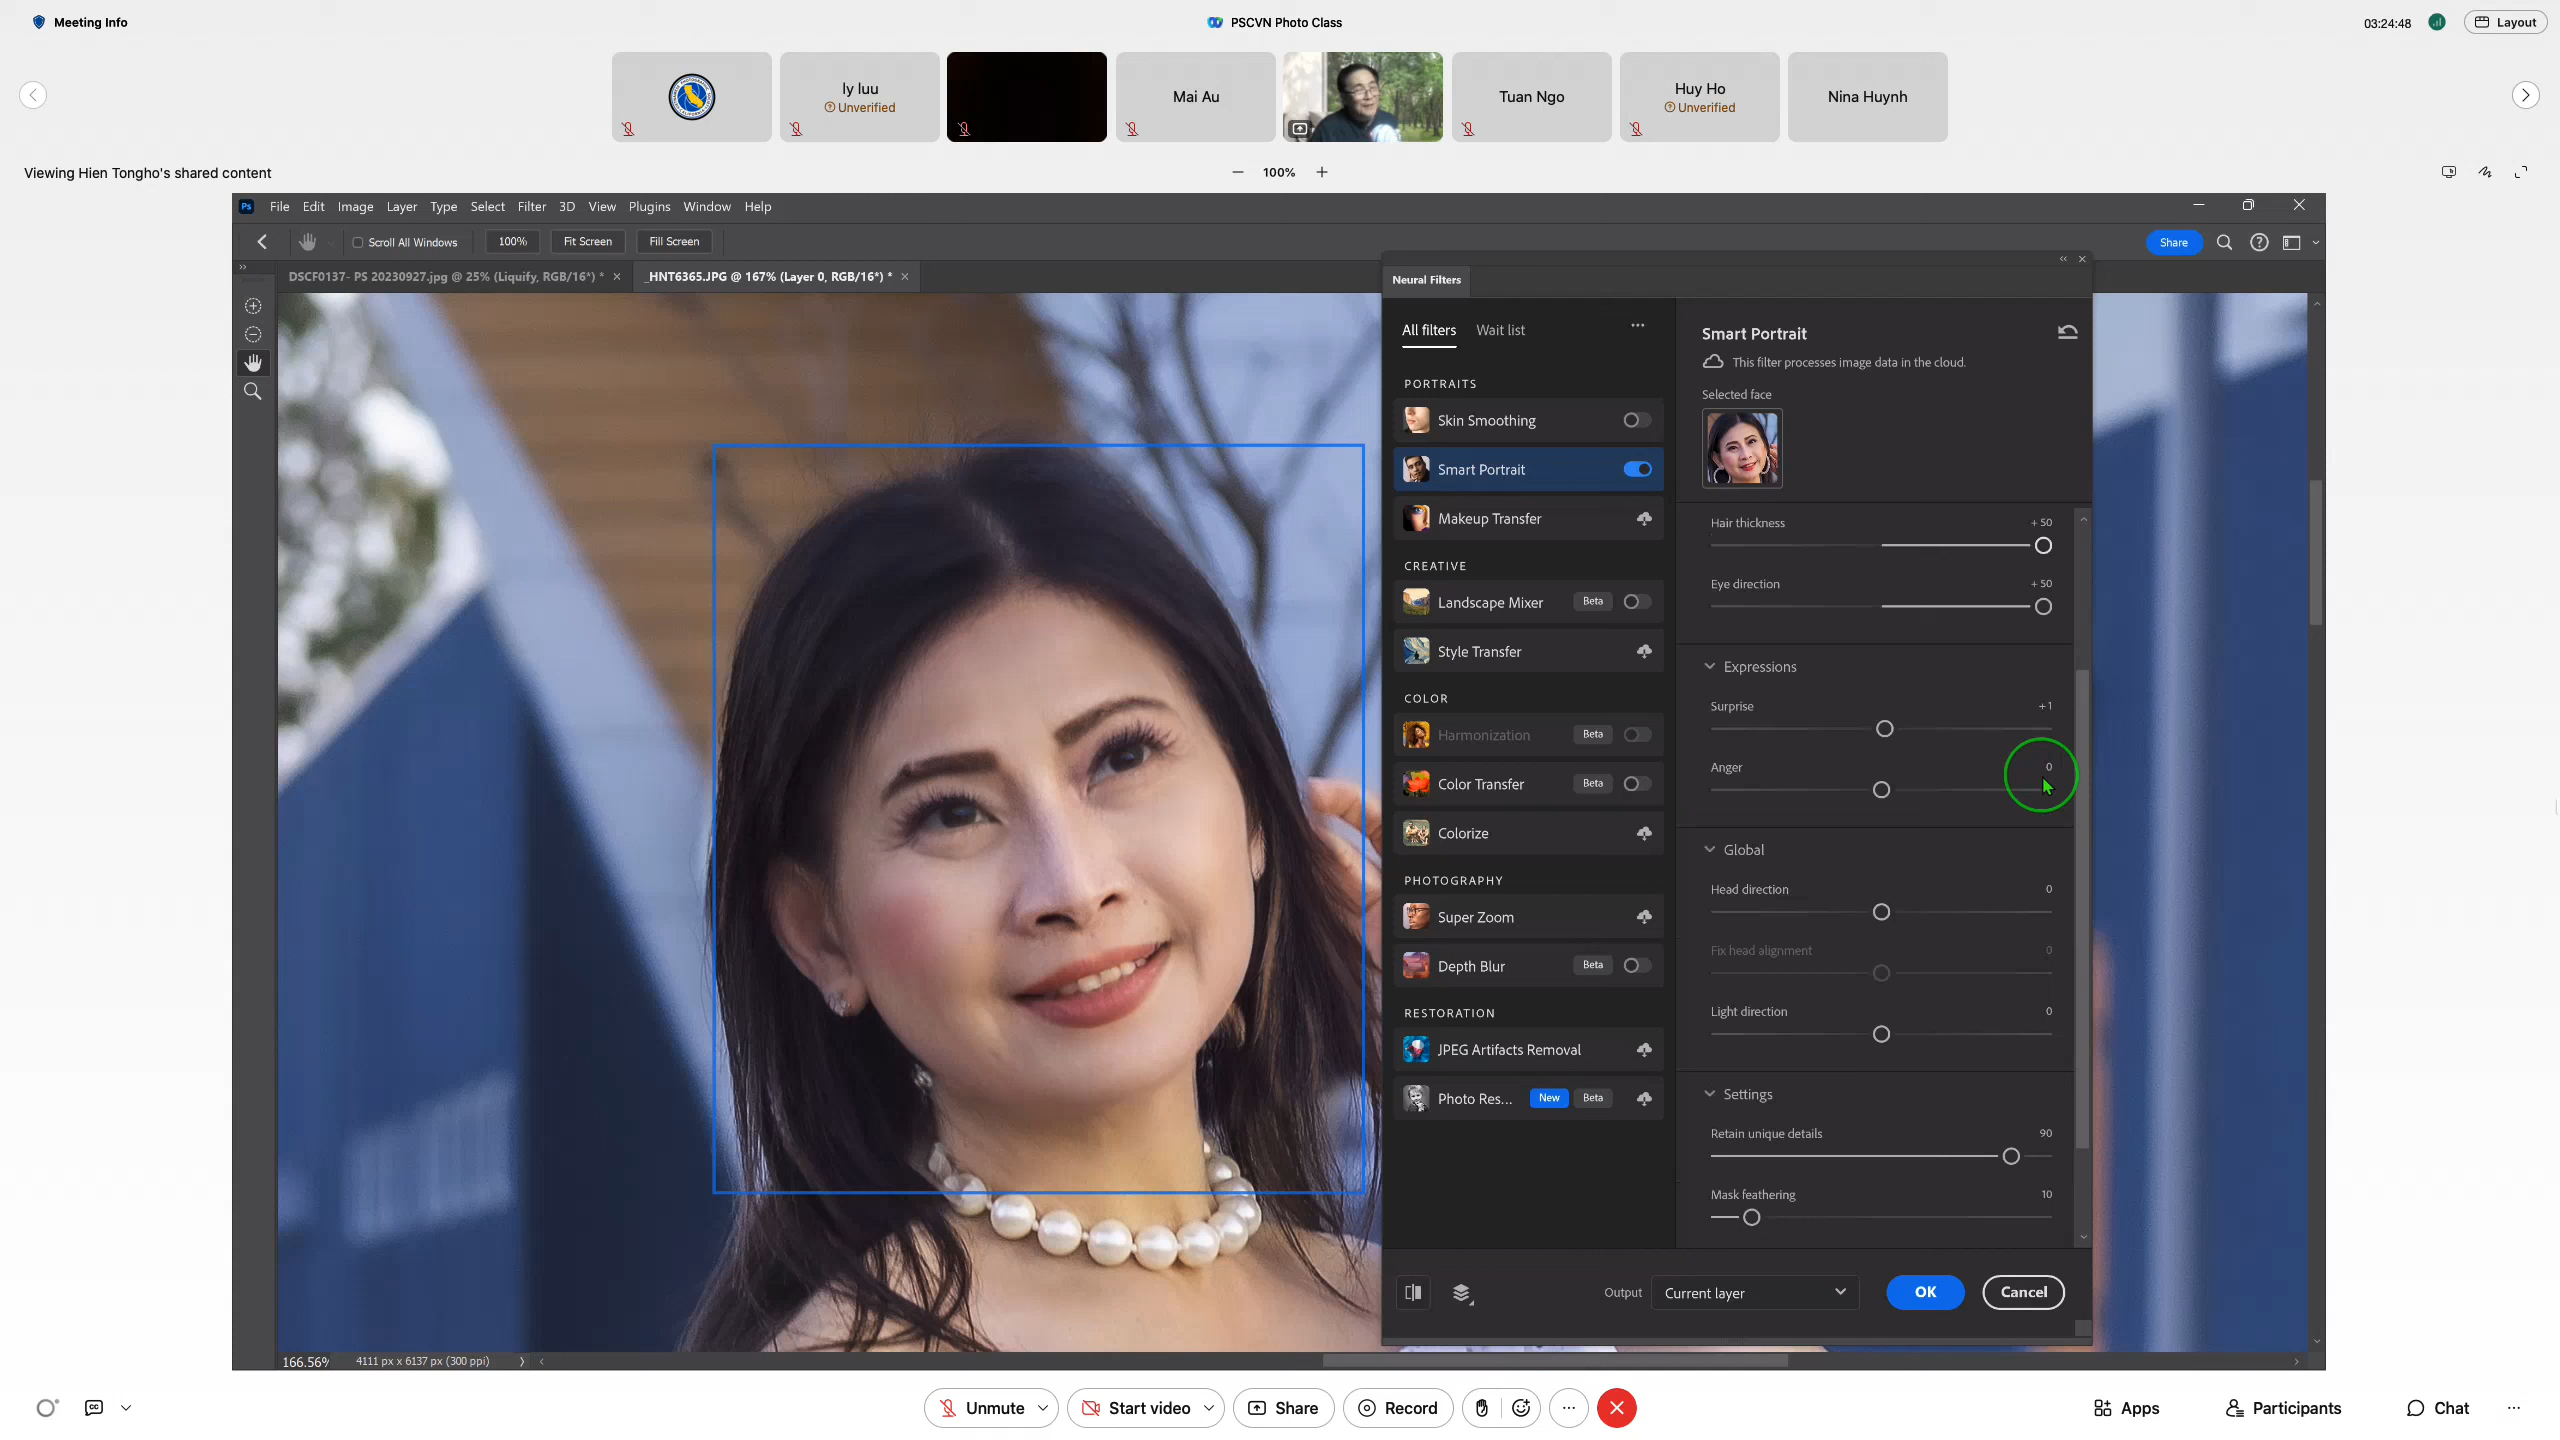 Meeting Info
PSCVN Photo Class
03:24:48
Layout
ly luu
Unverified
Mai Au
Tuan Ngo
Huy Ho
Unverified
Nina Huynh
Viewing Hien Tongho's shared content
100%
Ps File Edit Image Layer Type Select Filter 3D View Plugins Window Help
Scroll All Windows 100% Fit Screen Fill Screen
Share
DSCF0137- PS 20230927.jpg @ 25% (Liquify, RGB/16*) *
_HNT6365.JPG @ 167% (Layer 0, RGB/16*) *
Neural Filters
All filters Wait list
PORTRAITS
Skin Smoothing
Smart Portrait
Makeup Transfer
CREATIVE
Landscape Mixer Beta
Style Transfer
COLOR
Harmonization Beta
Color Transfer Beta
Colorize
PHOTOGRAPHY
Super Zoom
Depth Blur Beta
RESTORATION
JPEG Artifacts Removal
Photo Res... New Beta
Smart Portrait
This filter processes image data in the cloud.
Selected face
Hair thickness +50
Eye direction +50
Expressions
Surprise +1
Anger 0
Global
Head direction 0
Fix head alignment 0
Light direction 0
Settings
Retain unique details 90
Mask feathering 10
Output Current layer OK Cancel
166.56% 4111 px x 6137 px (300 ppi)
CC
Unmute Start video Share Record
Apps Participants Chat